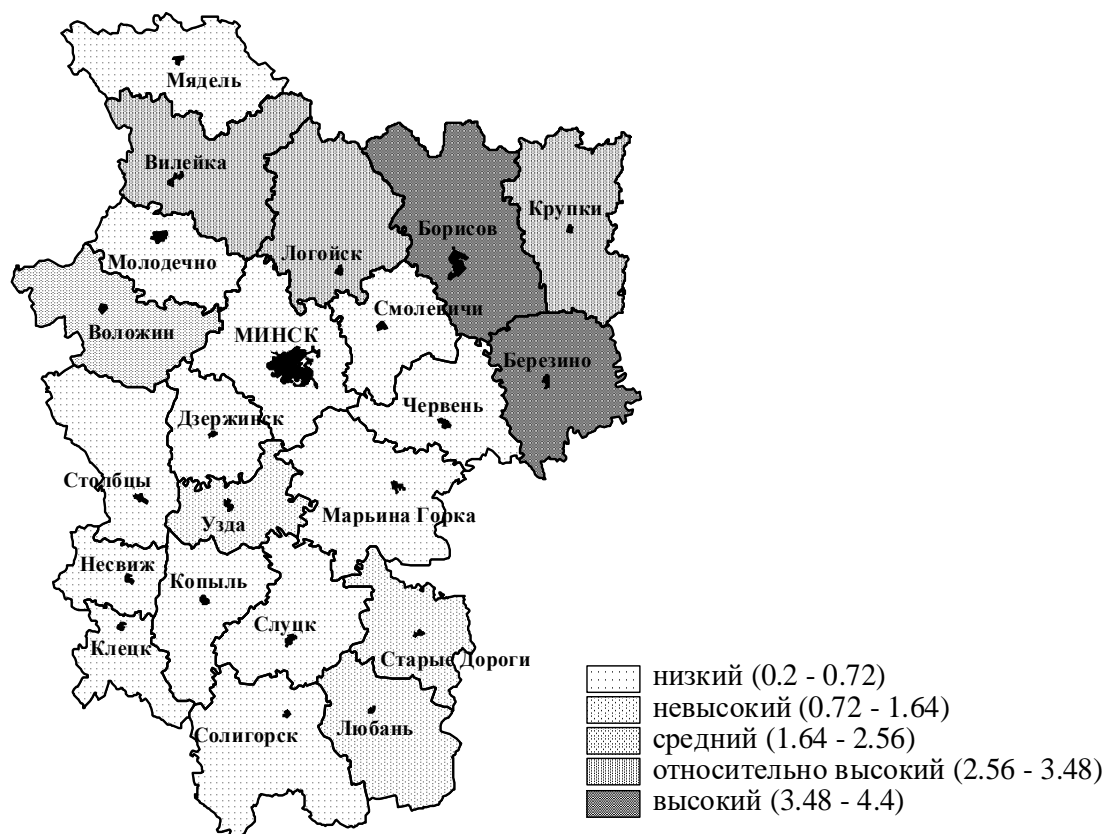 Мядель
Вилейка
Крупки
Борисов
Логойск
Молодечно
Смолевичи
Воложин
МИНСК
Березино
Червень
Дзержинск
Столбцы
Марьина Горка
Узда
Несвиж
Копыль
Слуцк
Клецк
Старые Дороги
Любань
Солигорск
низкий (0.2 - 0.72)
невысокий (0.72 - 1.64)
средний (1.64 - 2.56)
относительно высокий (2.56 - 3.48)
высокий (3.48 - 4.4)